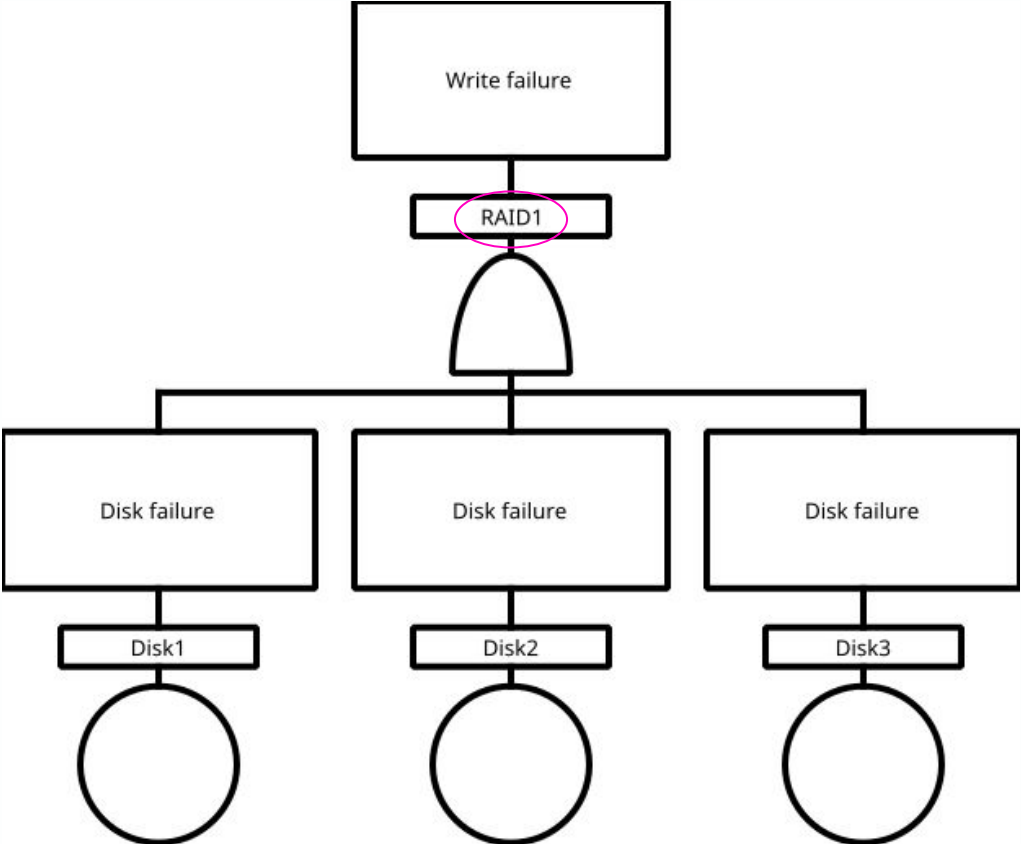 Write failure
RAID1
Disk failure
Disk failure
Disk failure
Disk1
Disk2
Disk3